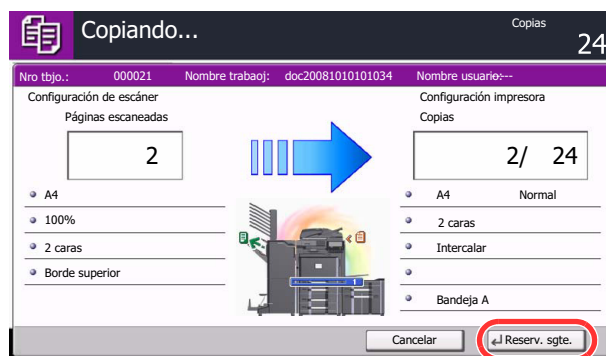 Copiando...
Copias
24
Nro tbjo.: 000021 Nombre trabaoj: doc20081010101034 Nombre usuario:---
Configuración de escáner
Páginas escaneadas
2
A4
100%
2 caras
Borde superior
Configuración impresora
Copias
2/ 24
A4 Normal
2 caras
Intercalar
Bandeja A
1
Cancelar
Reserv. sgte.